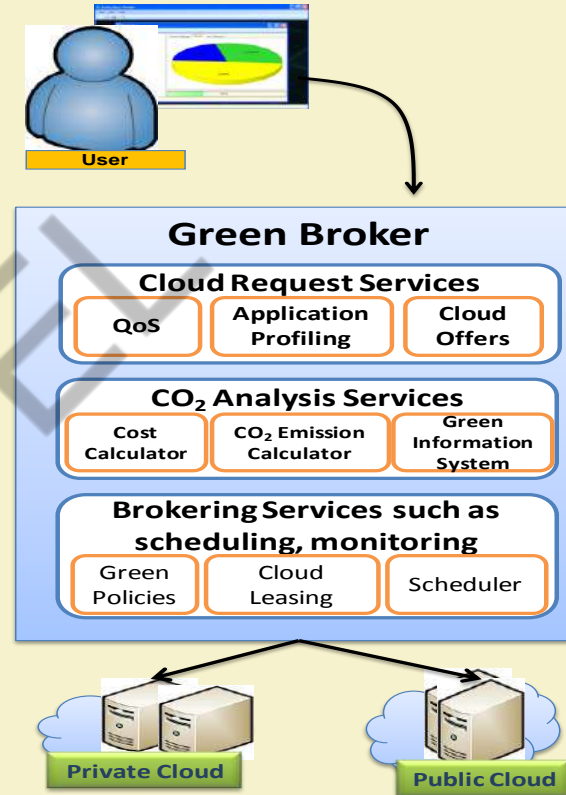 User
Green Broker
Cloud Request Services
QoS
Application
Profiling
Cloud
Offers
CO₂ Analysis Services
Cost
Calculator
CO₂ Emission
Calculator
Green
Information
System
Brokering Services such as
scheduling, monitoring
Green
Policies
Cloud
Leasing
Scheduler
Private Cloud
Public Cloud